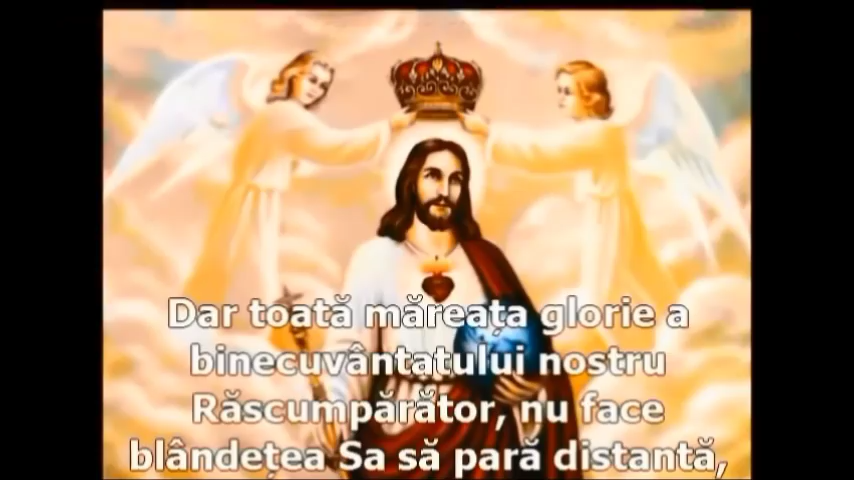 Dar toată măreața glorie a
binecuvântatului nostru
Răscumpărător, nu face
blândețea Sa să pară distantă,